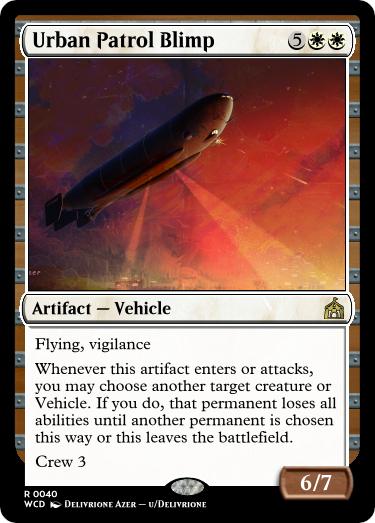 Urban Patrol Blimp 5
Artifact — Vehicle
Flying, vigilance
Whenever this artifact enters or attacks,
you may choose another target creature or
Vehicle. If you do, that permanent loses all
abilities until another permanent is chosen
this way or this leaves the battlefield.
Crew 3
6/7
R 0040
WCD Delivrione Azer — u/Delivrione